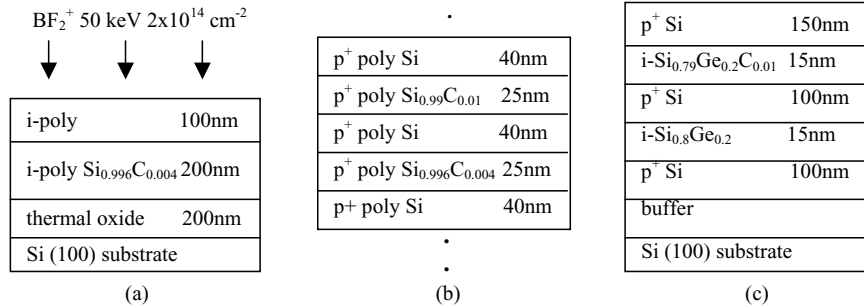 BF₂⁺ 50 keV 2x10¹⁴ cm⁻²
i-poly 100nm
i-poly Si₀.₉₉₆C₀.₀₀₄ 200nm
thermal oxide 200nm
Si (100) substrate
(a)
p⁺ poly Si 40nm
p⁺ poly Si₀.₉₉C₀.₀₁ 25nm
p⁺ poly Si 40nm
p⁺ poly Si₀.₉₉₆C₀.₀₀₄ 25nm
p+ poly Si 40nm
(b)
p⁺ Si 150nm
i-Si₀.₇₉Ge₀.₂C₀.₀₁ 15nm
p⁺ Si 100nm
i-Si₀.₈Ge₀.₂ 15nm
p⁺ Si 100nm
buffer
Si (100) substrate
(c)